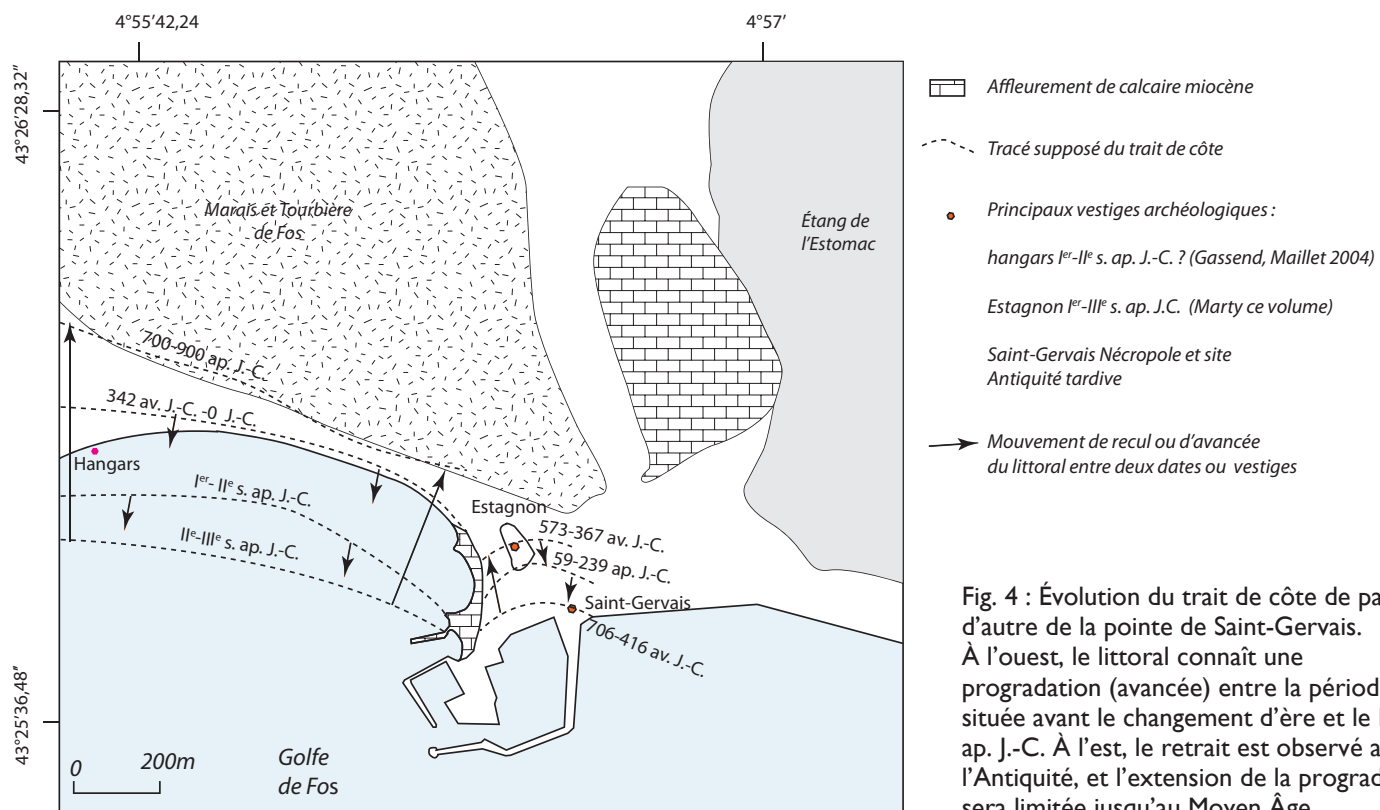 4°55’42,24
4°57’
43°26’28,32’’
43°25’36,48’’
Marais et Tourbière
de Fos
Étang de
l’Estomac
700-900 ap. J.-C.
342 av. J.-C. -0 J.-C.
Hangars
Ier- IIe s. ap. J.-C.
IIe-IIIe s. ap. J.-C.
Estagnon
573-367 av. J.-C.
59-239 ap. J.-C.
Saint-Gervais
706-416 av. J.-C.
0 200m
Golfe
de Fos
Affleurement de calcaire miocène
Tracé supposé du trait de côte
Principaux vestiges archéologiques :
hangars Ier-IIe s. ap. J.-C. ? (Gassend, Maillet 2004)
Estagnon Ier-IIIe s. ap. J.C. (Marty ce volume)
Saint-Gervais Nécropole et site
Antiquité tardive
Mouvement de recul ou d’avancée
du littoral entre deux dates ou vestiges
Fig. 4 : Évolution du trait de côte de
d’autre de la pointe de Saint-Gervais.
À l’ouest, le littoral connaît une
progradation (avancée) entre la
située avant le changement d’ère et le
ap. J.-C. À l’est, le retrait est observé
l’Antiquité, et l’extension de la
sera limitée jusqu’au Moyen Âge